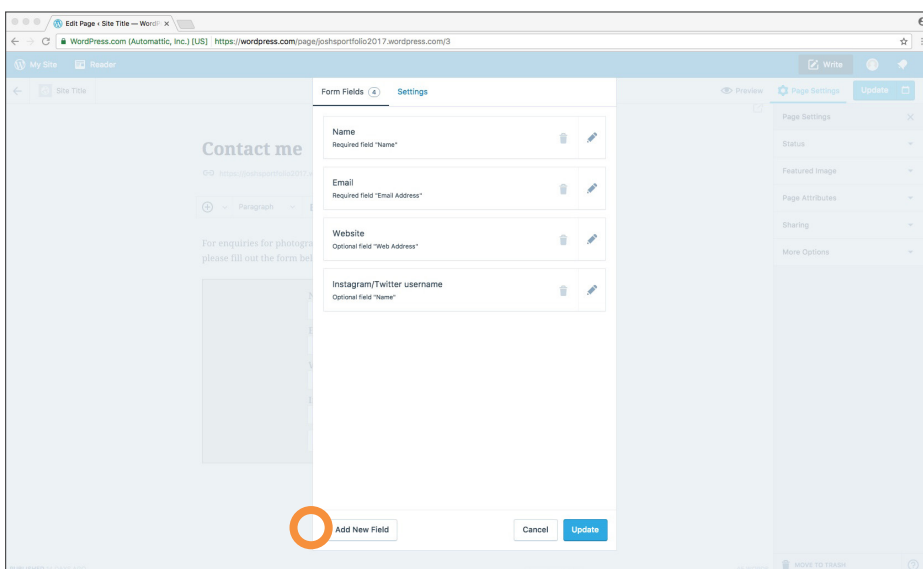 Edit Page ‹ Site Title — WordP
WordPress.com (Automattic, Inc.) [US] https://wordpress.com/page/joshsportfolio2017.wordpress.com/3
My Site Reader Write
Site Title Preview Page Settings Update
Form Fields 4 Settings
Page Settings
Name
Required field "Name"
Status
Contact me
Featured Image
Email
Required field "Email Address"
Page Attributes
Paragraph
Sharing
Website
Optional field "Web Address"
For enquiries for photogra
please fill out the form bel
More Options
Instagram/Twitter username
Optional field "Name"
Add New Field Cancel Update
MOVE TO TRASH